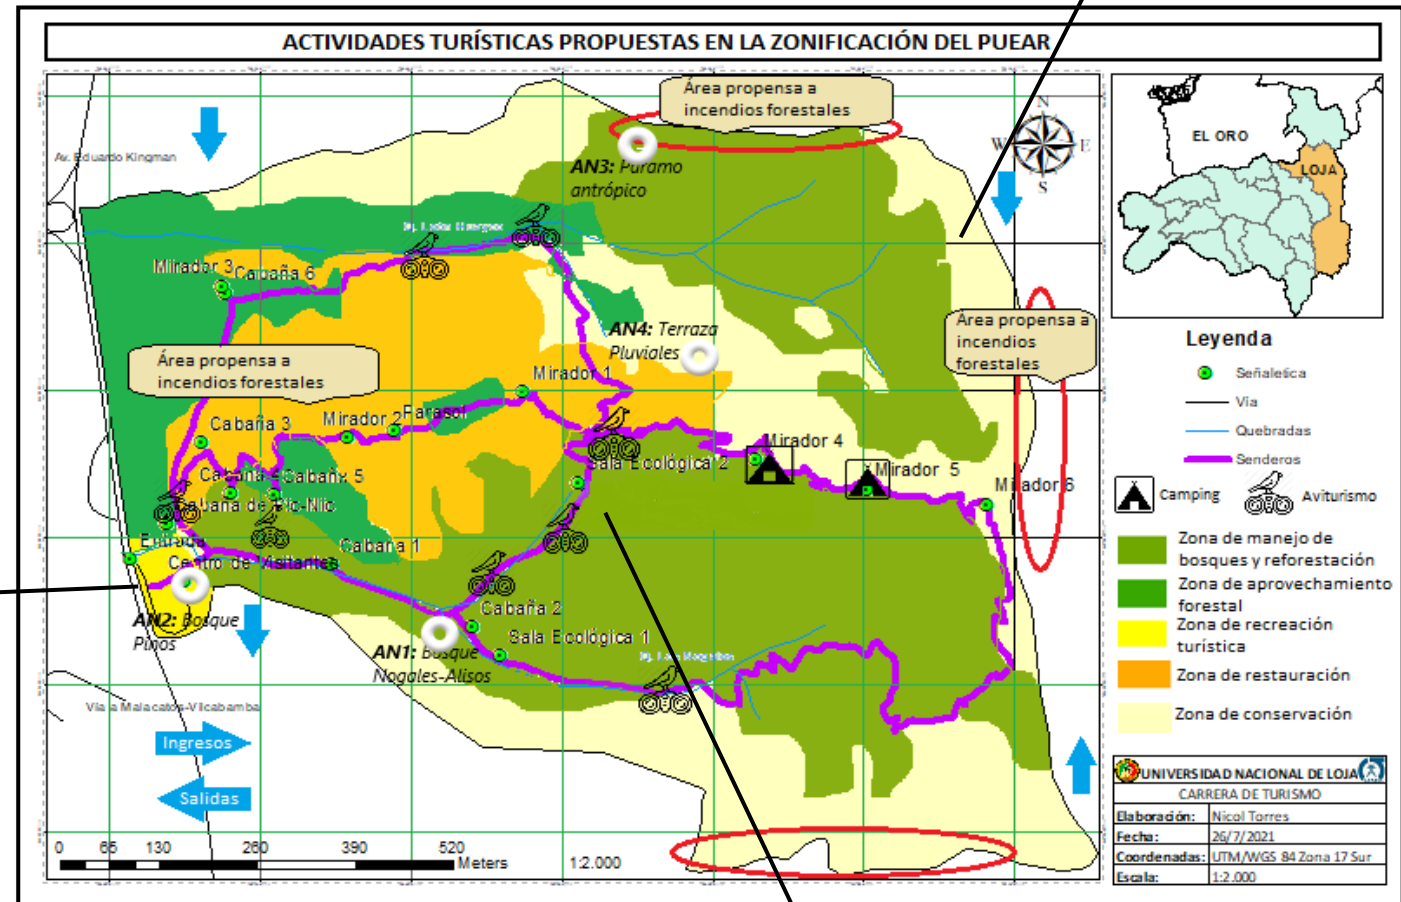 ACTIVIDADES TURÍSTICAS PROPUESTAS EN LA ZONIFICACIÓN DEL PUEAR
Área propensa a
incendios forestales
N
W
E
S
Av. Eduardo Kingman
AN3: Páramo
antrópico
Mirador 3
Cabaña 6
AN4: Terraza
Pluviales
Área propensa a
incendios
forestales
Área propensa a
incendios forestales
Mirador 1
Mirador 2
Parasol
Cabaña 3
Mirador 4
Sala Ecológica 2
Mirador 5
Cabaña 4
Cabaña 5
Mirador 6
Cabaña de Pic-Nic
Entrada
Cabaña 1
Centro de Visitantes
Cabaña 2
AN2: Bosque
Pinos
Sala Ecológica 1
AN1: Bosque
Nogales-Alisos
Vía a Malacatos-Vilcabamba
Ingresos
Salidas
0 65 130 260 390 520
Meters
1:2.000
EL ORO
LOJA
Leyenda
Señaletica
Vía
Quebradas
Senderos
Camping
Aviturismo
Zona de manejo de
bosques y reforestación
Zona de aprovechamiento
forestal
Zona de recreación
turística
Zona de restauración
Zona de conservación
UNIVERSIDAD NACIONAL DE LOJA
CARRERA DE TURISMO
Elaboración: Nicol Torres
Fecha: 26/7/2021
Coordenadas: UTM/WGS 84 Zona 17 Sur
Escala: 1:2.000